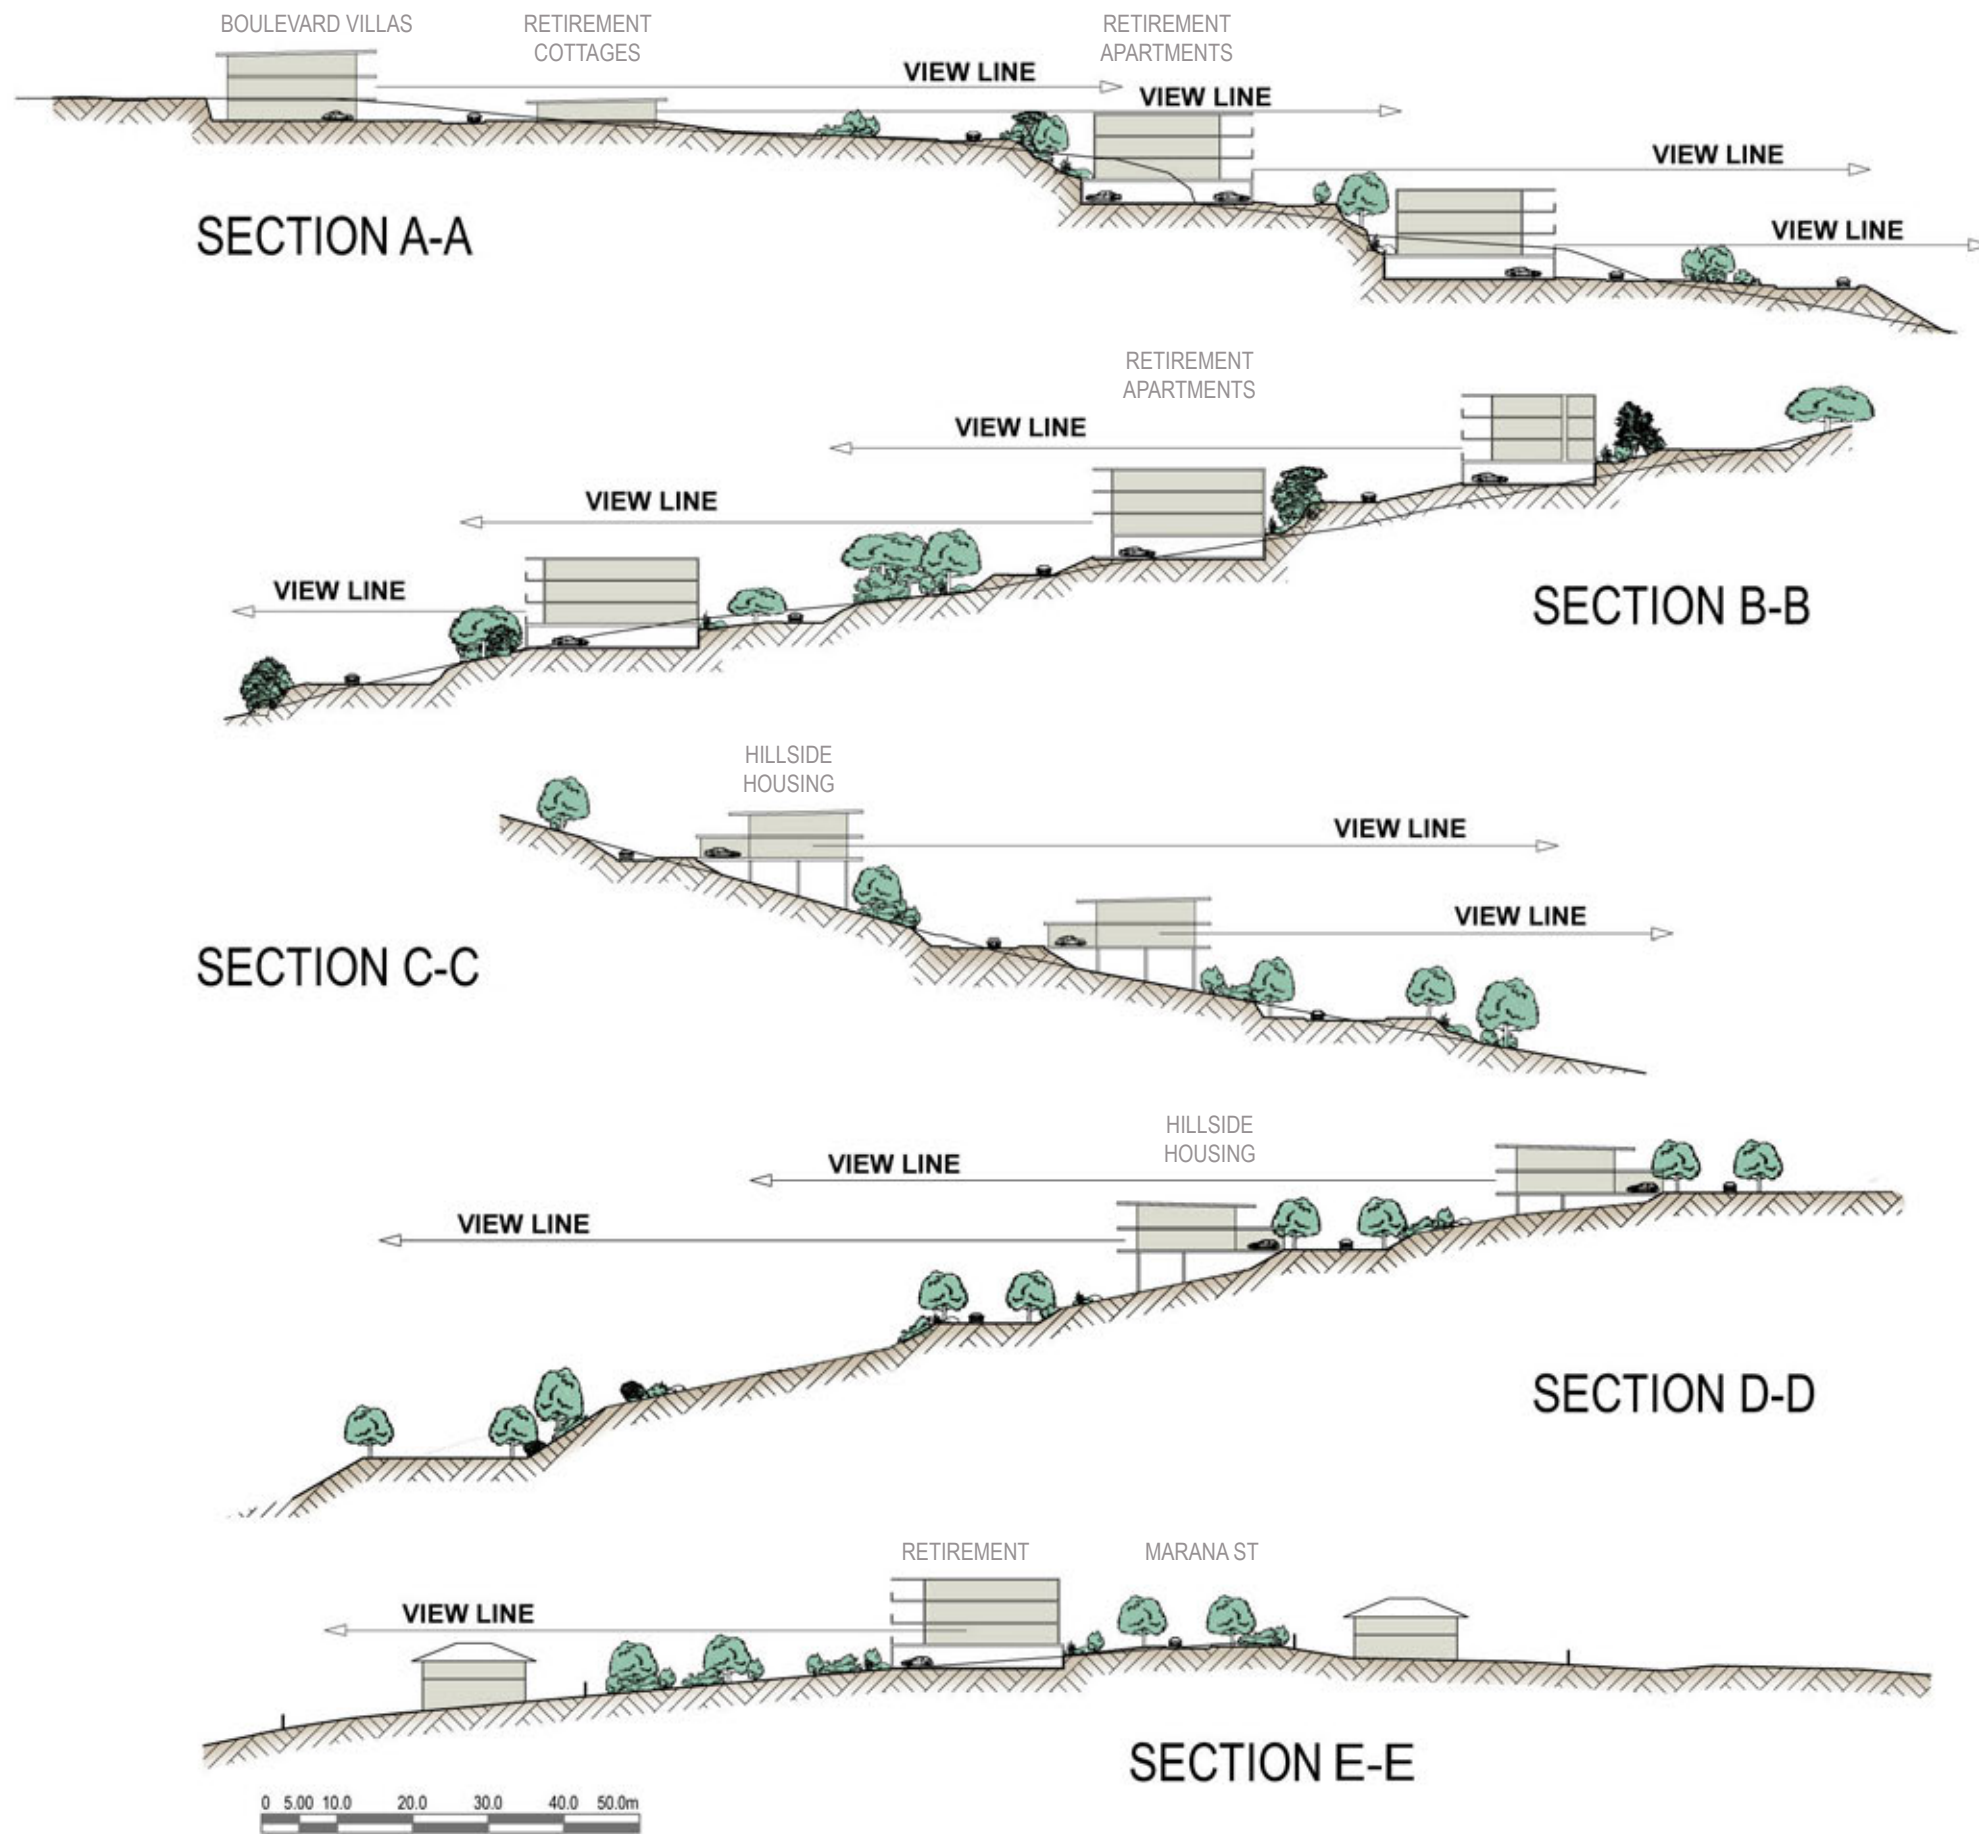 BOULEVARD VILLAS
RETIREMENT
COTTAGES
RETIREMENT
APARTMENTS
VIEW LINE
VIEW LINE
VIEW LINE
VIEW LINE
SECTION A-A
RETIREMENT
APARTMENTS
VIEW LINE
VIEW LINE
VIEW LINE
SECTION B-B
HILLSIDE
HOUSING
VIEW LINE
VIEW LINE
SECTION C-C
HILLSIDE
HOUSING
VIEW LINE
VIEW LINE
SECTION D-D
RETIREMENT
MARANA ST
VIEW LINE
SECTION E-E
0 5.00 10.0 20.0 30.0 40.0 50.0m